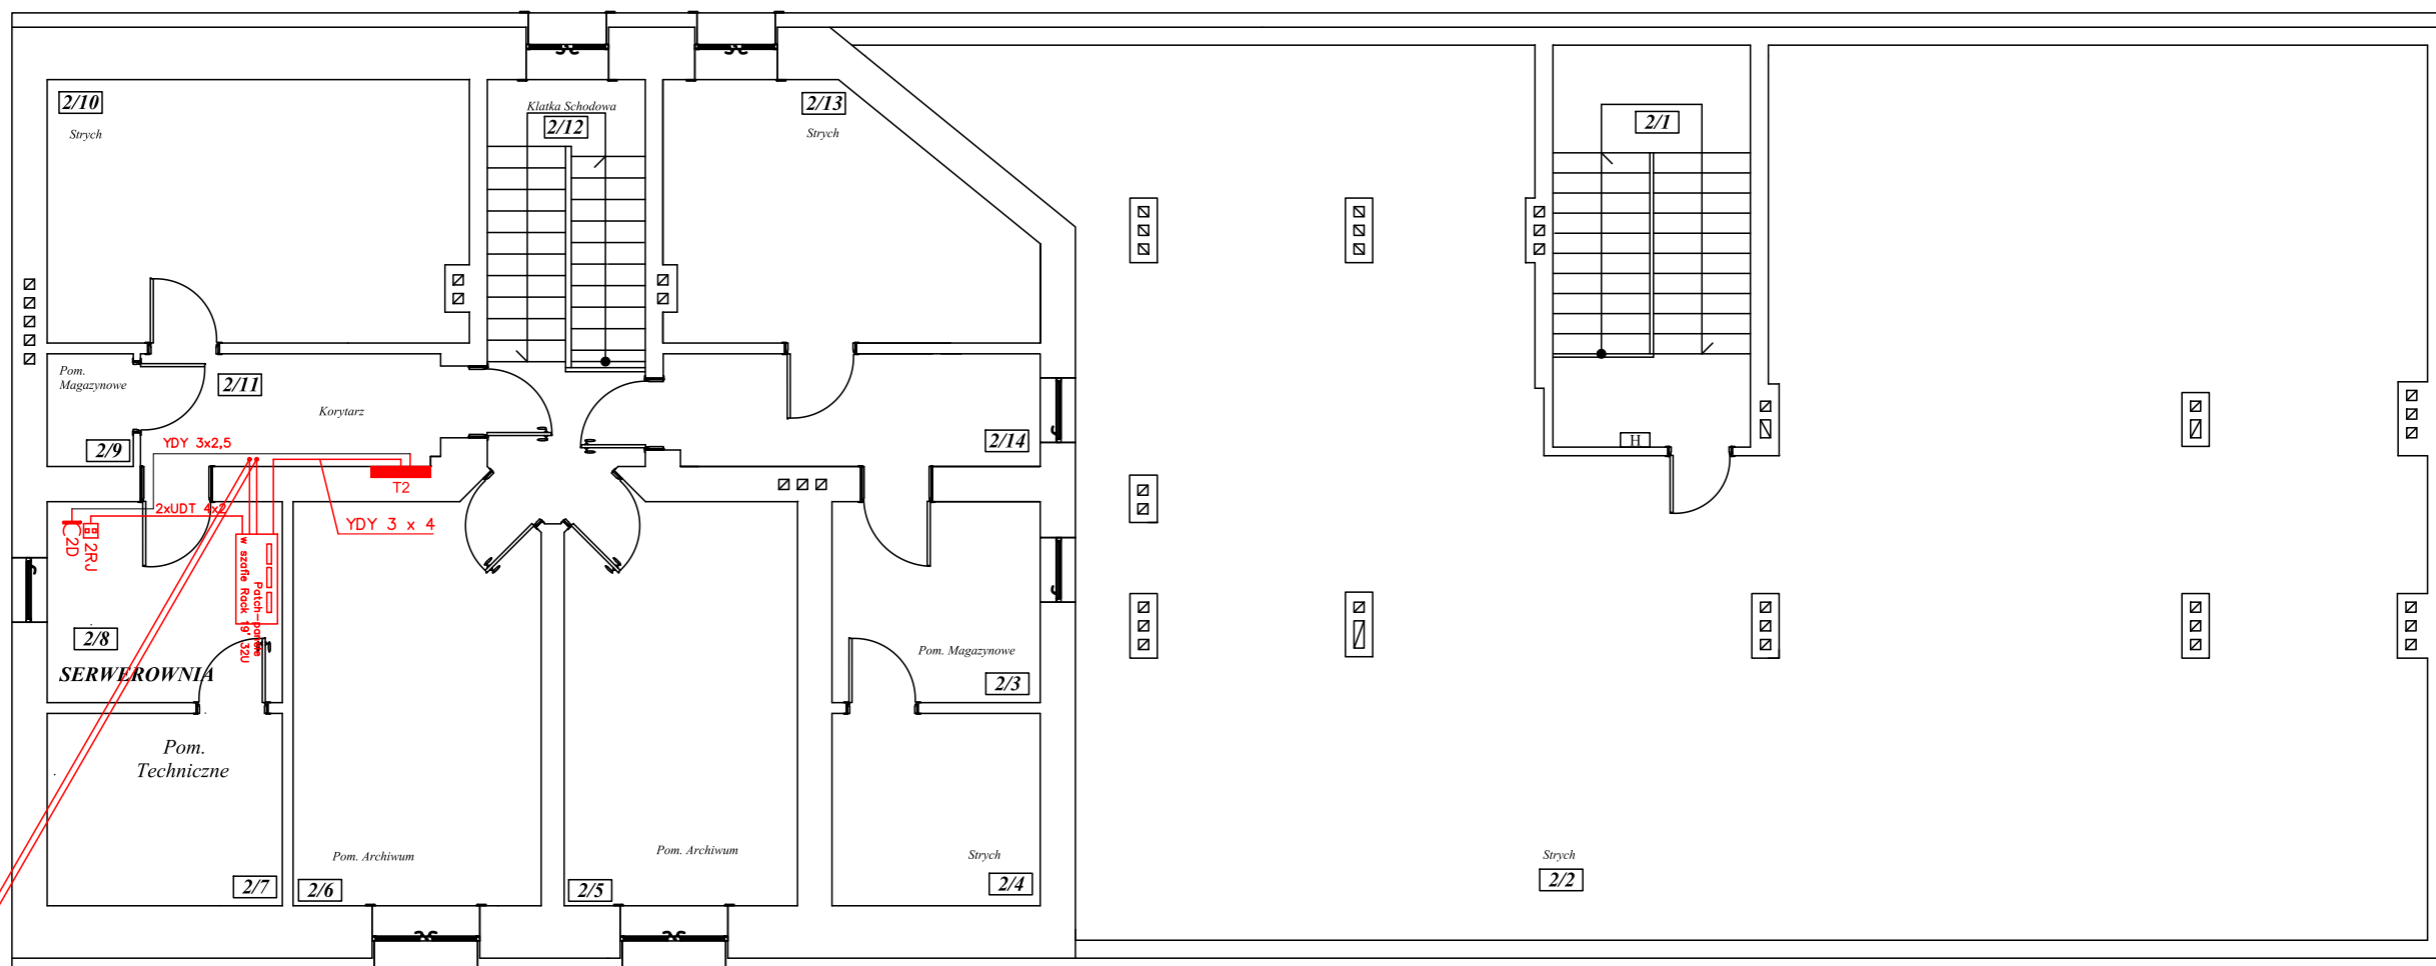 2/10
Strych
Klatka Schodowa
2/12
2/13
Strych
2/1
Pom.
Magazynowe
2/11
Korytarz
2/9
YDY 3x2,5
2/14
H
T2
2xUDT 4x2
YDY 3 x 4
2D
2RJ
Patch-panele
w szafie Rack 19' 32U
2/8
SERWEROWNIA
Pom. Magazynowe
2/3
Pom.
Techniczne
2/7
Pom. Archiwum
2/6
Pom. Archiwum
2/5
Strych
2/4
Strych
2/2